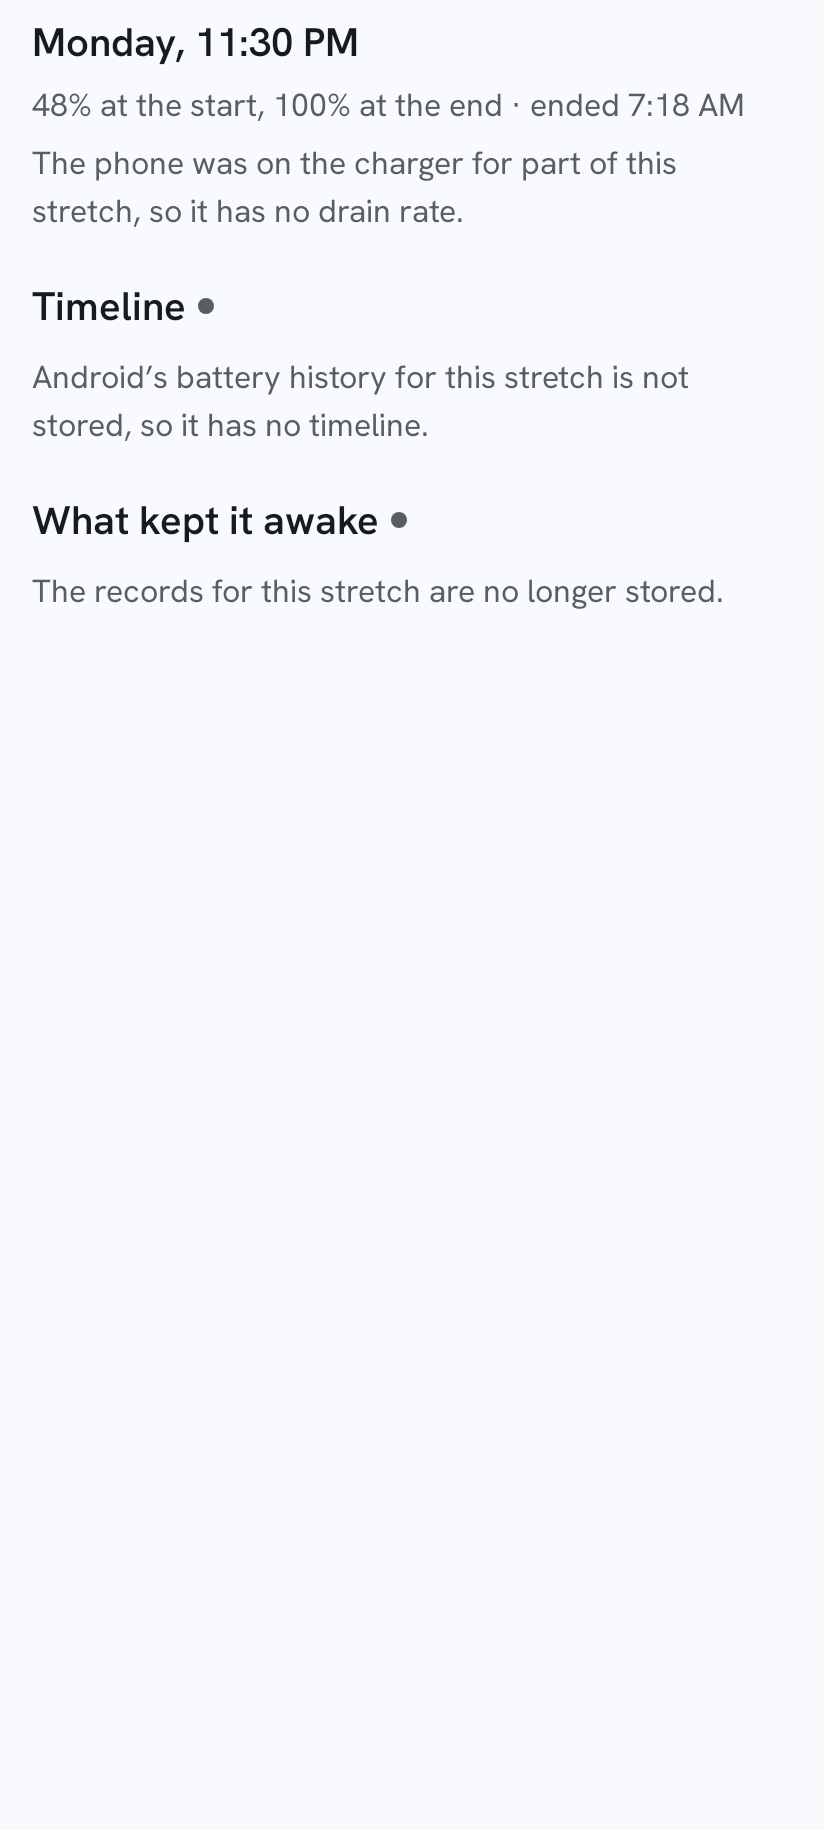 Monday, 11:30 PM
48% at the start, 100% at the end · ended 7:18 AM
The phone was on the charger for part of this
stretch, so it has no drain rate.
Timeline
Android’s battery history for this stretch is not
stored, so it has no timeline.
What kept it awake
The records for this stretch are no longer stored.